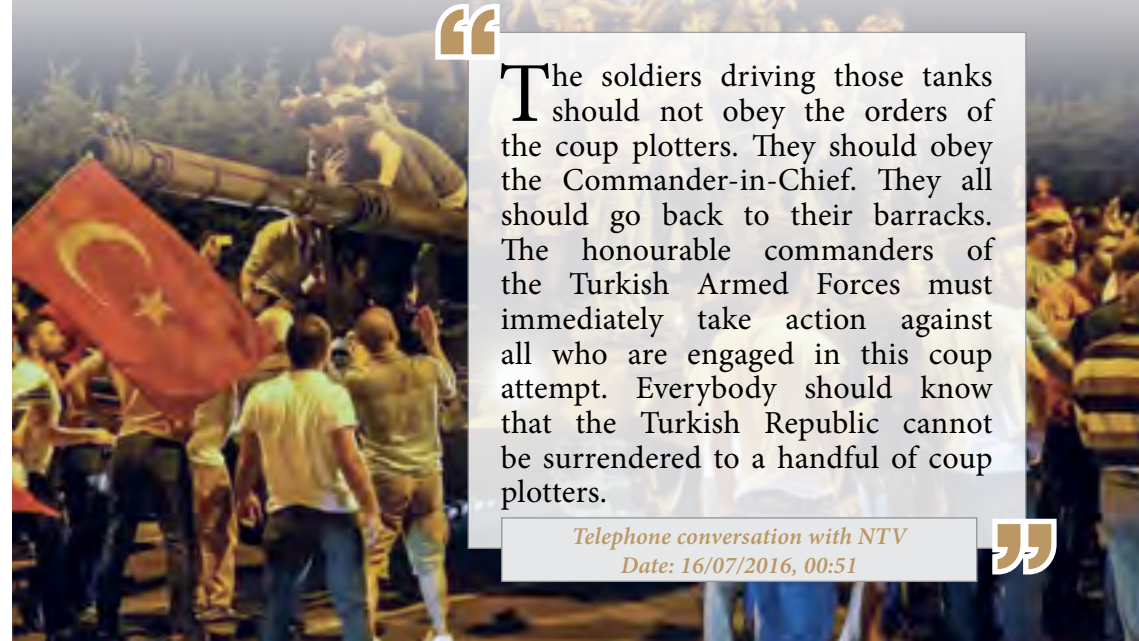 “
The soldiers driving those tanks
should not obey the orders of
the coup plotters. They should obey
the Commander-in-Chief. They all
should go back to their barracks.
The honourable commanders of
the Turkish Armed Forces must
immediately take action against
all who are engaged in this coup
attempt. Everybody should know
that the Turkish Republic cannot
be surrendered to a handful of coup
plotters.
Telephone conversation with NTV
Date: 16/07/2016, 00:51
”